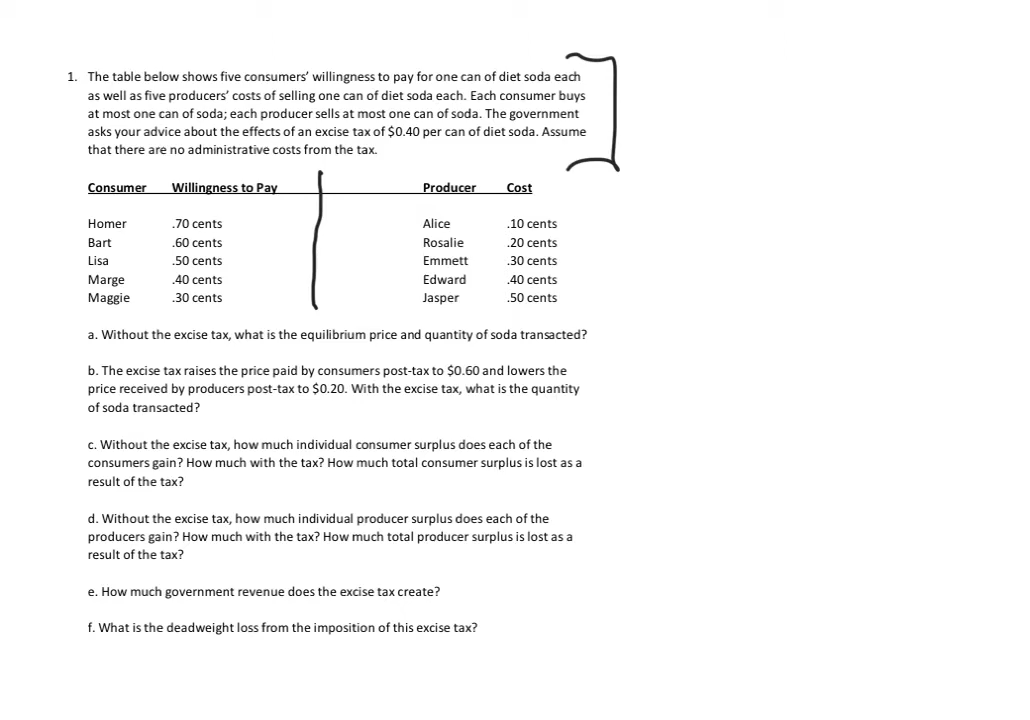 1. The table below shows five consumers' willingness to pay for one can of diet soda each
as well as five producers' costs of selling one can of diet soda each. Each consumer buys
at most one can of soda; each producer sells at most one can of soda. The government
asks your advice about the effects of an excise tax of $0.40 per can of diet soda. Assume
that there are no administrative costs from the tax.
Consumer Willingness to Pay Producer Cost
Homer .70 cents Alice .10 cents
Bart .60 cents Rosalie .20 cents
Lisa .50 cents Emmett .30 cents
Marge .40 cents Edward .40 cents
Maggie .30 cents Jasper .50 cents
a. Without the excise tax, what is the equilibrium price and quantity of soda transacted?
b. The excise tax raises the price paid by consumers post-tax to $0.60 and lowers the
price received by producers post-tax to $0.20. With the excise tax, what is the quantity
of soda transacted?
c. Without the excise tax, how much individual consumer surplus does each of the
consumers gain? How much with the tax? How much total consumer surplus is lost as a
result of the tax?
d. Without the excise tax, how much individual producer surplus does each of the
producers gain? How much with the tax? How much total producer surplus is lost as a
result of the tax?
e. How much government revenue does the excise tax create?
f. What is the deadweight loss from the imposition of this excise tax?